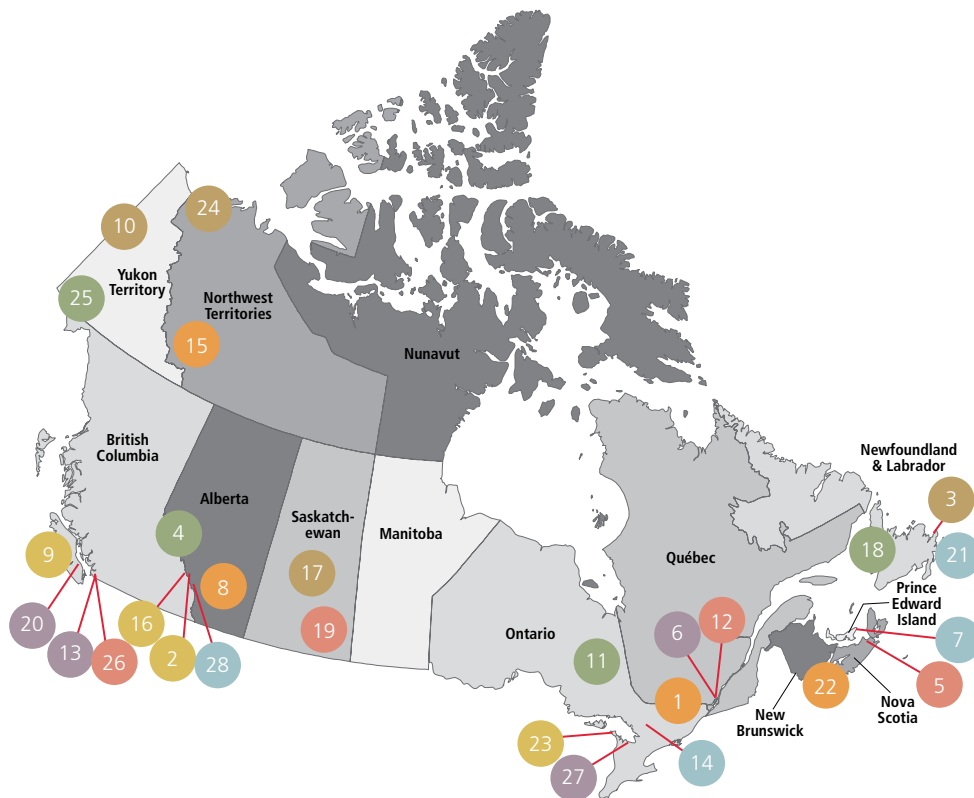 10
24
25
Yukon
Territory
Northwest
Territories
15
Nunavut
British
Columbia
Newfoundland
& Labrador
3
Alberta
Saskatch-
ewan
Manitoba
4
9
Québec
18
21
17
8
Prince
Edward
Island
20
13
26
16
2
28
19
Ontario
6
12
7
11
1
22
5
Nova
Scotia
New
Brunswick
23
27
14